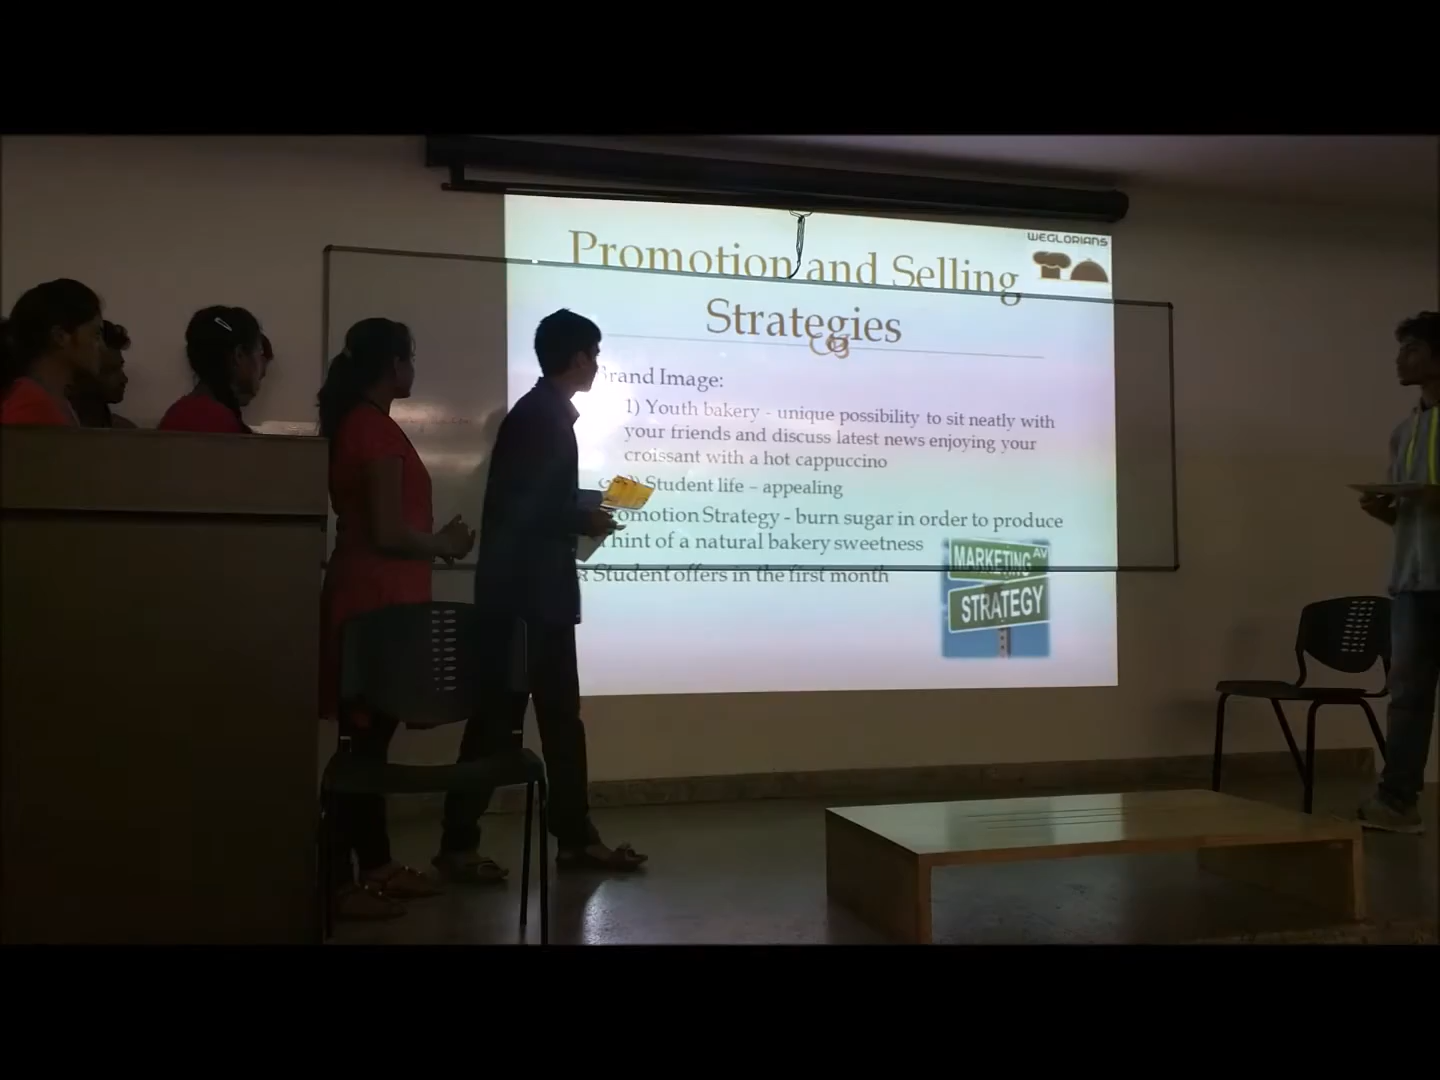 WEGLORIANS
Promotion and Selling
Strategies
Brand Image:
1) Youth bakery - unique possibility to sit neatly with
your friends and discuss latest news enjoying your
croissant with a hot cappuccino
2) Student life – appealing
Promotion Strategy - burn sugar in order to produce
hint of a natural bakery sweetness
Student offers in the first month
MARKETING AV
STRATEGY